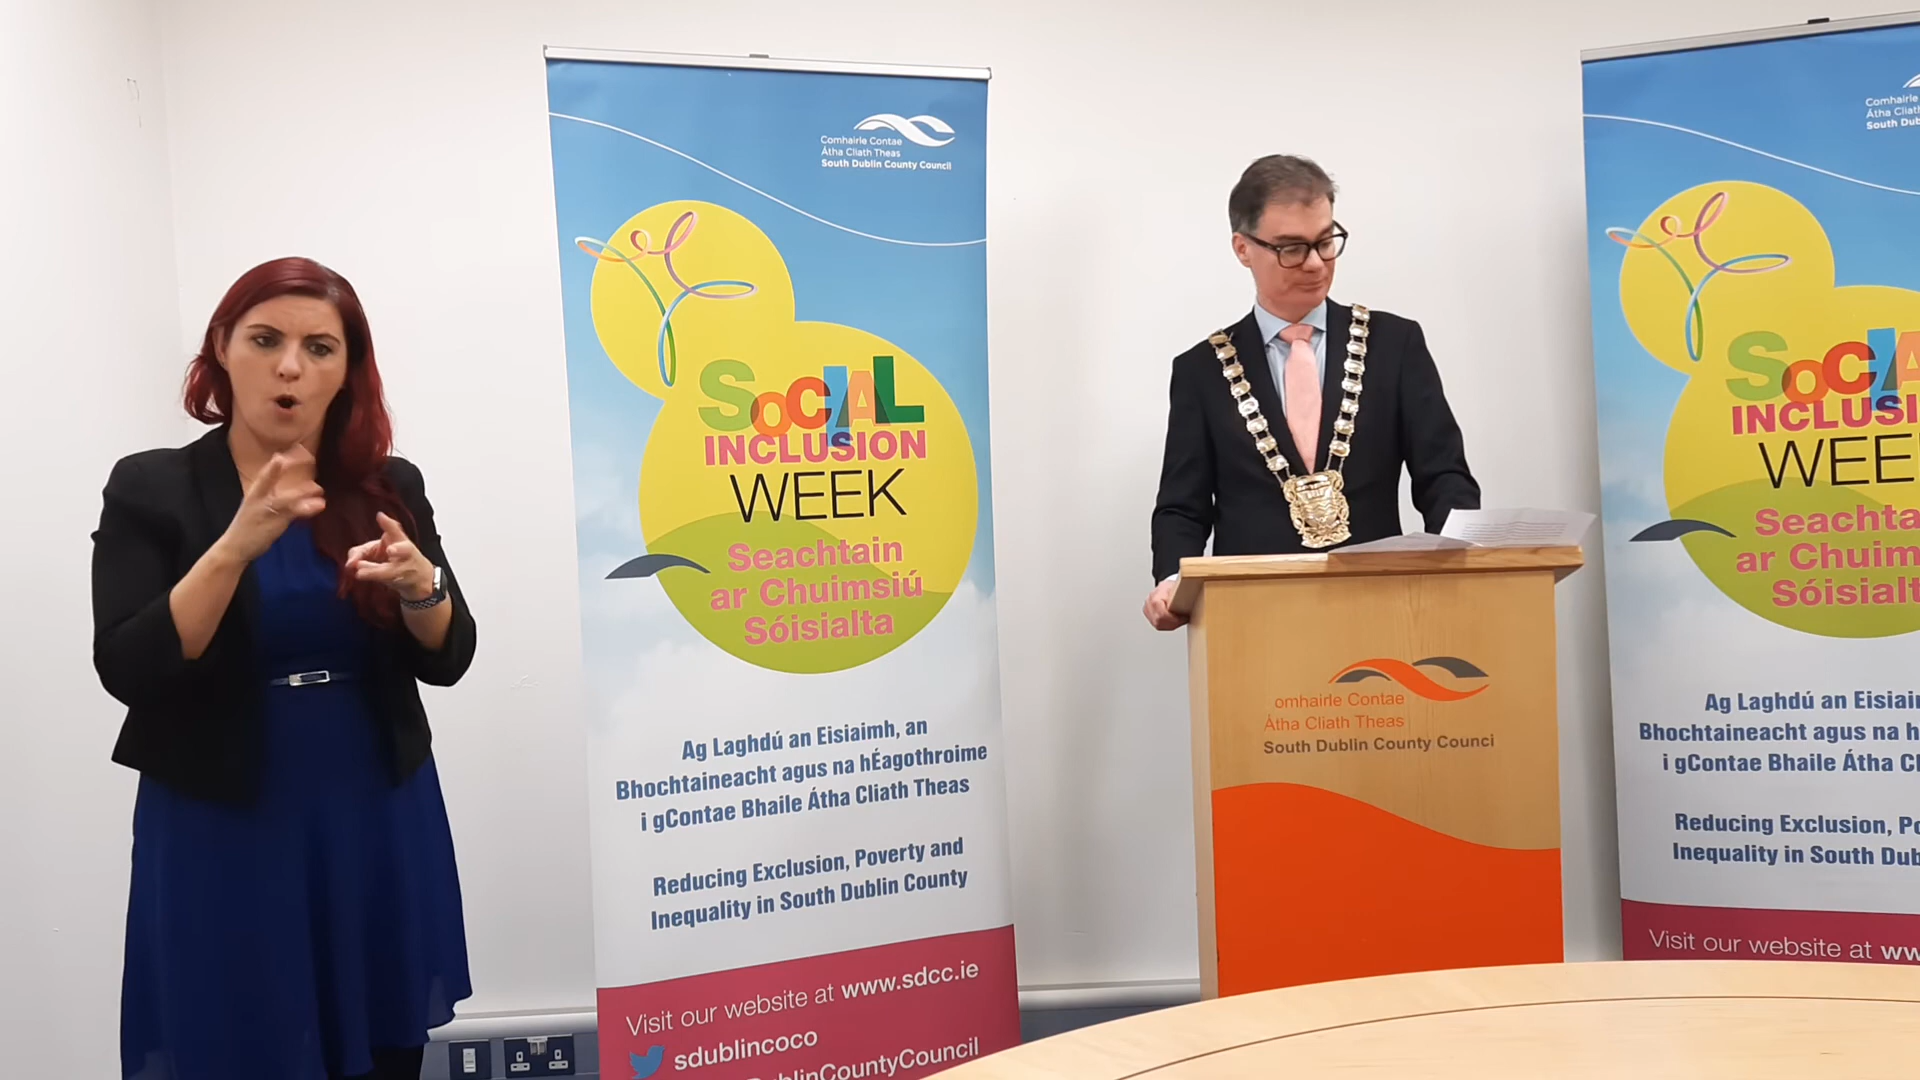 Comhairle Contae
Átha Cliath Theas
South Dublin County Council
SOCIAL
INCLUSION
WEEK
Seachtain
ar Chuimsiú
Sóisialta
Ag Laghdú an Eisiaimh, an
Bhochtaineacht agus na hÉagothroime
i gContae Bhaile Átha Cliath Theas
Reducing Exclusion, Poverty and
Inequality in South Dublin County
Visit our website at www.sdcc.ie
sdublincoco
blinCountyCouncil
omhairle Contae
Átha Cliath Theas
South Dublin County Counci
Comhairle
Átha Cliath
South Dub
SOCIA
INCLUSI
WEE
Seachta
ar Chuim
Sóisialt
Ag Laghdú an Eisiai
Bhochtaineacht agus na h
i gContae Bhaile Átha Cl
Reducing Exclusion, Po
Inequality in South Dub
Visit our website at ww